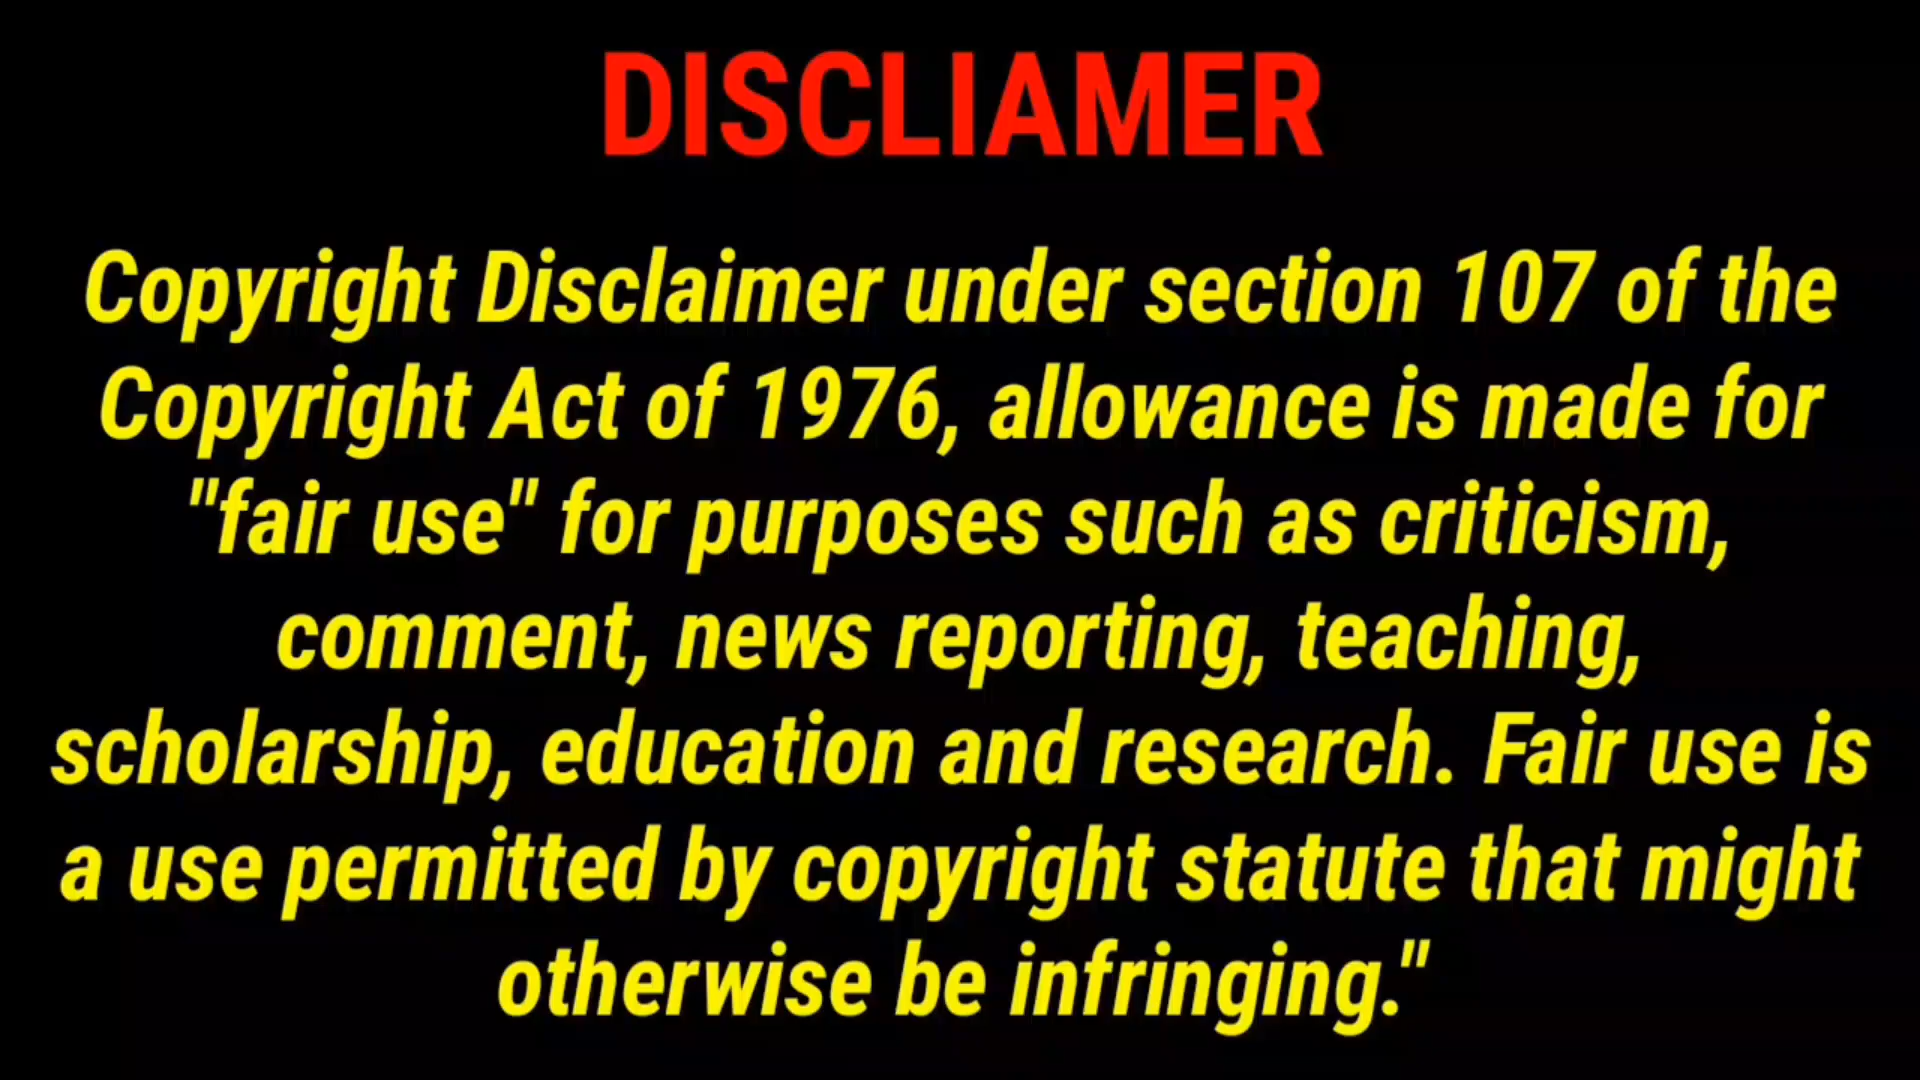 DISCLIAMER
Copyright Disclaimer under section 107 of the
Copyright Act of 1976, allowance is made for
"fair use" for purposes such as criticism,
comment, news reporting, teaching,
scholarship, education and research. Fair use is
a use permitted by copyright statute that might
otherwise be infringing."